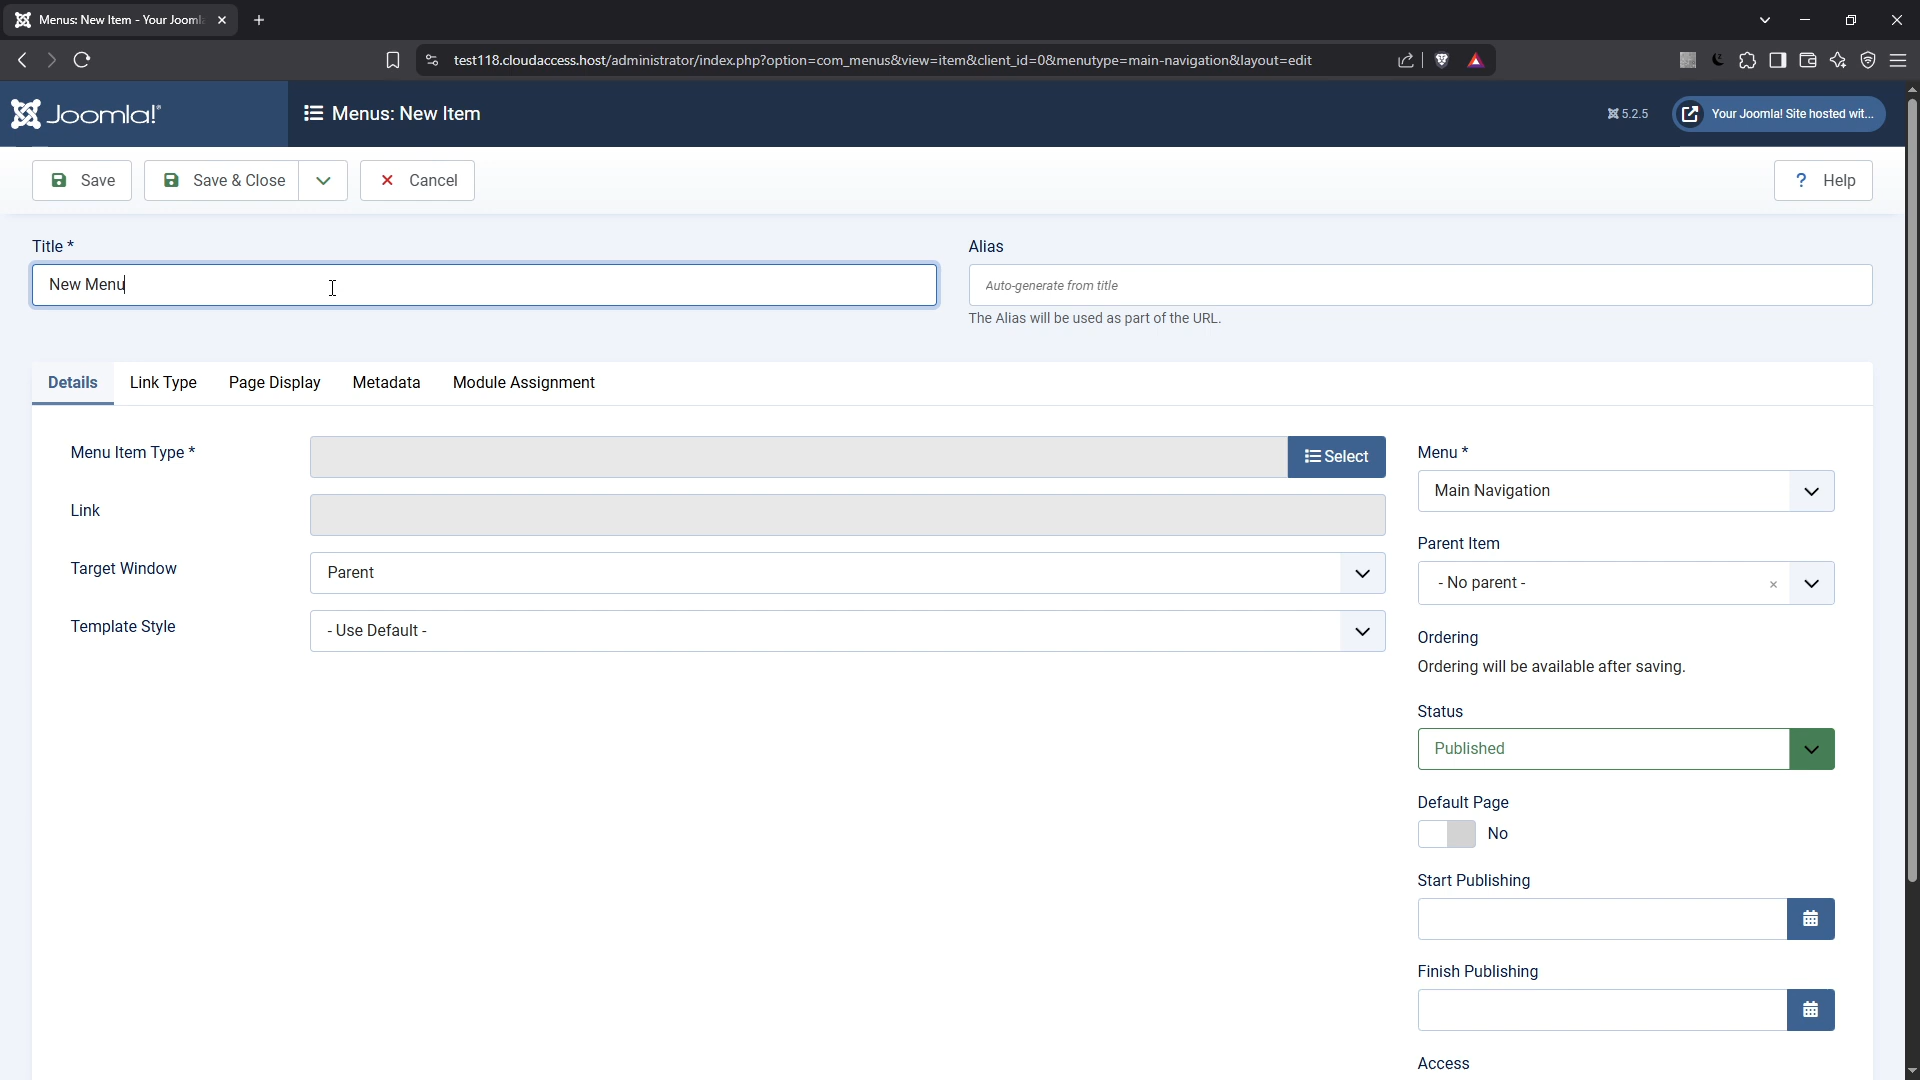 Menus: New Item - Your Jooml
test118.cloudaccess.host/administrator/index.php?option=com_menus&view=item&client_id=0&menutype=main-navigation&layout=edit
Joomla!®
Menus: New Item
5.2.5
Your Joomla! Site hosted wit...
Save
Save & Close
Cancel
? Help
Title *
Alias
New Menu
Auto-generate from title
The Alias will be used as part of the URL.
Details
Link Type
Page Display
Metadata
Module Assignment
Menu Item Type *
Select
Link
Target Window
Parent
Template Style
- Use Default -
Menu *
Main Navigation
Parent Item
- No parent -
Ordering
Ordering will be available after saving.
Status
Published
Default Page
No
Start Publishing
Finish Publishing
Access